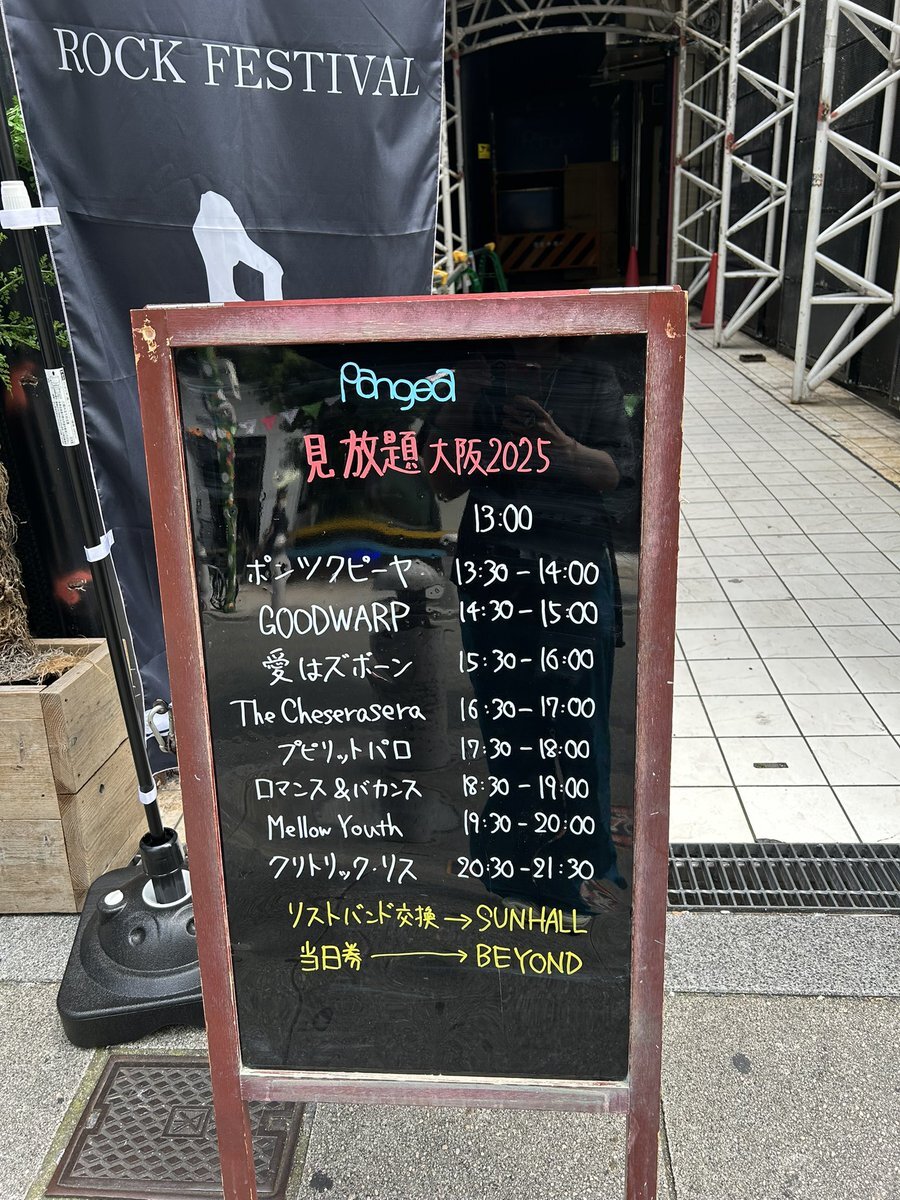 ROCK FESTIVAL
Pangea
見放題大阪2025
13:00
ポンツクピーヤ 13:30-14:00
GOODWARP 14:30-15:00
愛はズボーン 15:30-16:00
The Cheserasera 16:30-17:00
プピリットパロ 17:30-18:00
ロマンス&バカンス 18:30-19:00
Mellow Youth 19:30-20:00
クリトリック・リス 20:30-21:30
リストバンド交換→SUNHALL
当日券→BEYOND